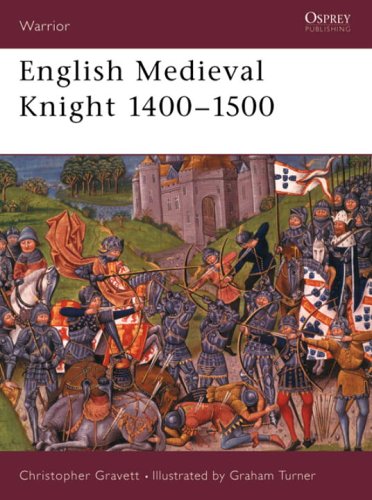 Warrior
OSPREY
PUBLISHING
English Medieval
Knight 1400–1500
Christopher Gravett · Illustrated by Graham Turner